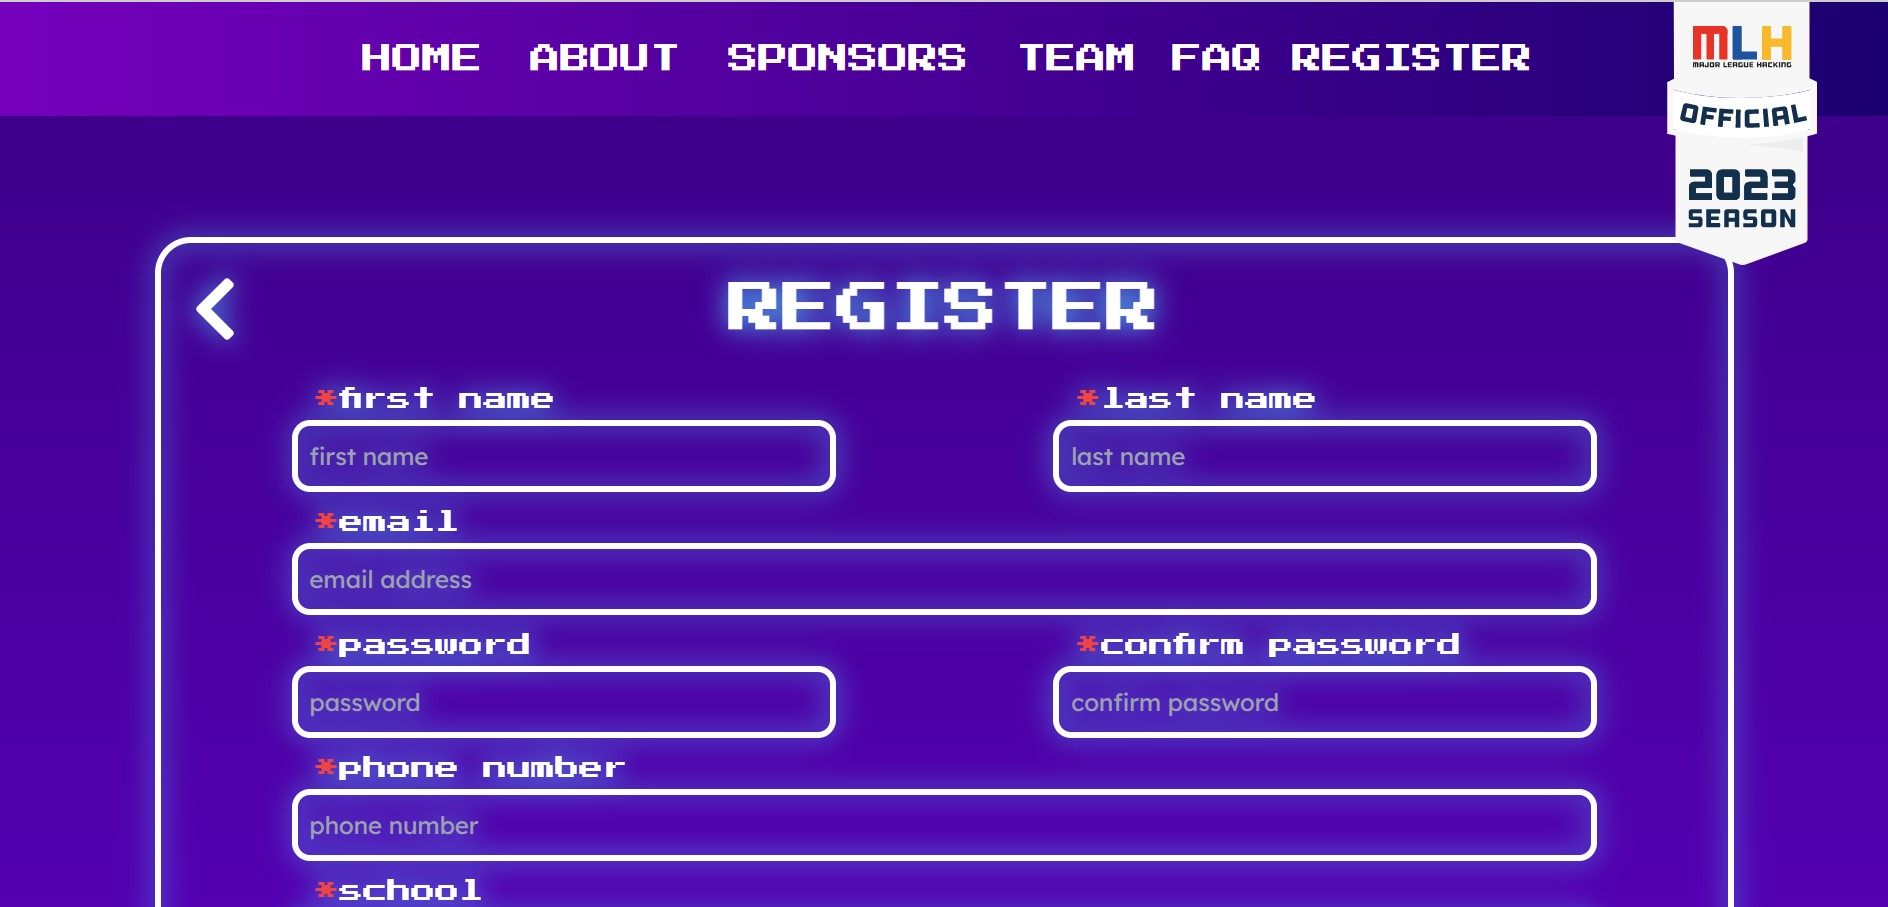 HOME ABOUT SPONSORS TEAM FAQ REGISTER
MLH
MAJOR LEAGUE HACKING
OFFICIAL
2023
SEASON
REGISTER
*first name *last name
first name last name
*email
email address
*password *confirm password
password confirm password
*phone number
phone number
*school